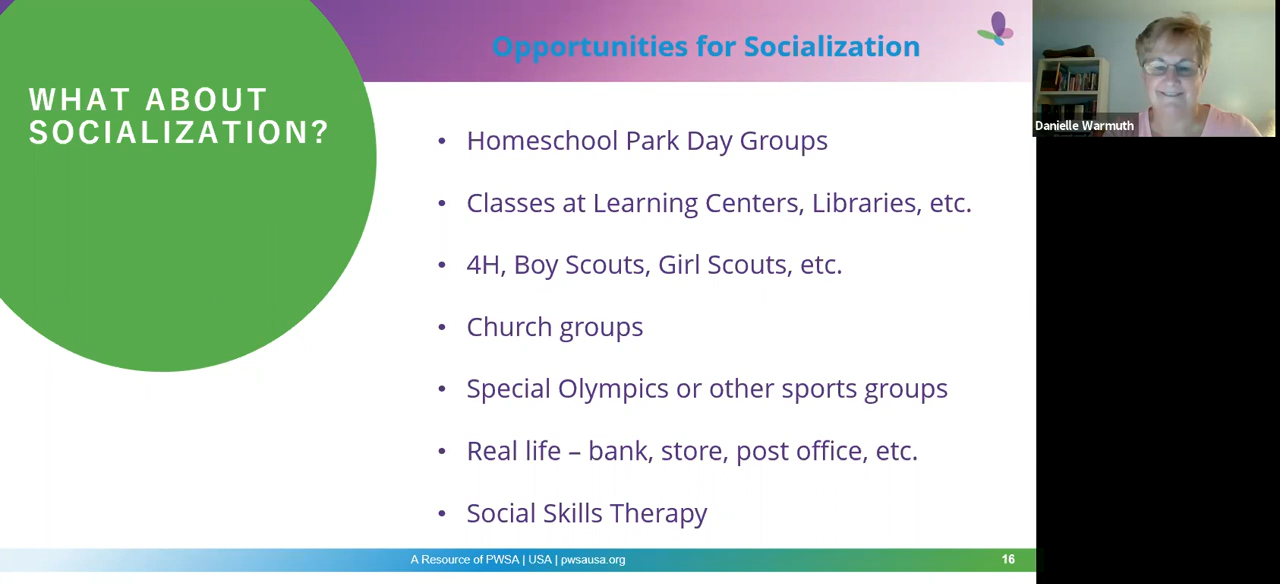 WHAT ABOUT
SOCIALIZATION?
Opportunities for Socialization
• Homeschool Park Day Groups
• Classes at Learning Centers, Libraries, etc.
• 4H, Boy Scouts, Girl Scouts, etc.
• Church groups
• Special Olympics or other sports groups
• Real life – bank, store, post office, etc.
• Social Skills Therapy
A Resource of PWSA | USA | pwsausa.org
16
Danielle Warmuth